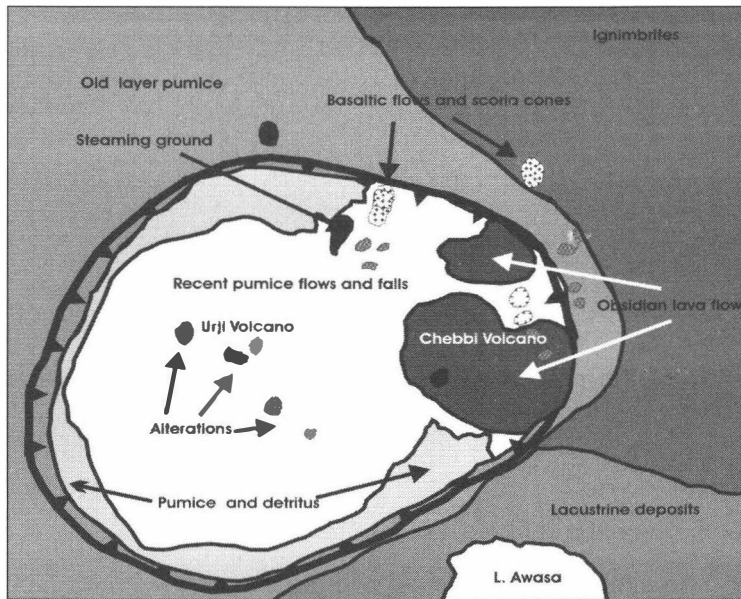 Ignimbrites
Old layer pumice
Basaltic flows and scoria cones
Steaming ground
Recent pumice flows and falls
Obsidian lava flow
Urji Volcano
Chebbi Volcano
Alterations
Pumice and detritus
Lacustrine deposits
L. Awasa